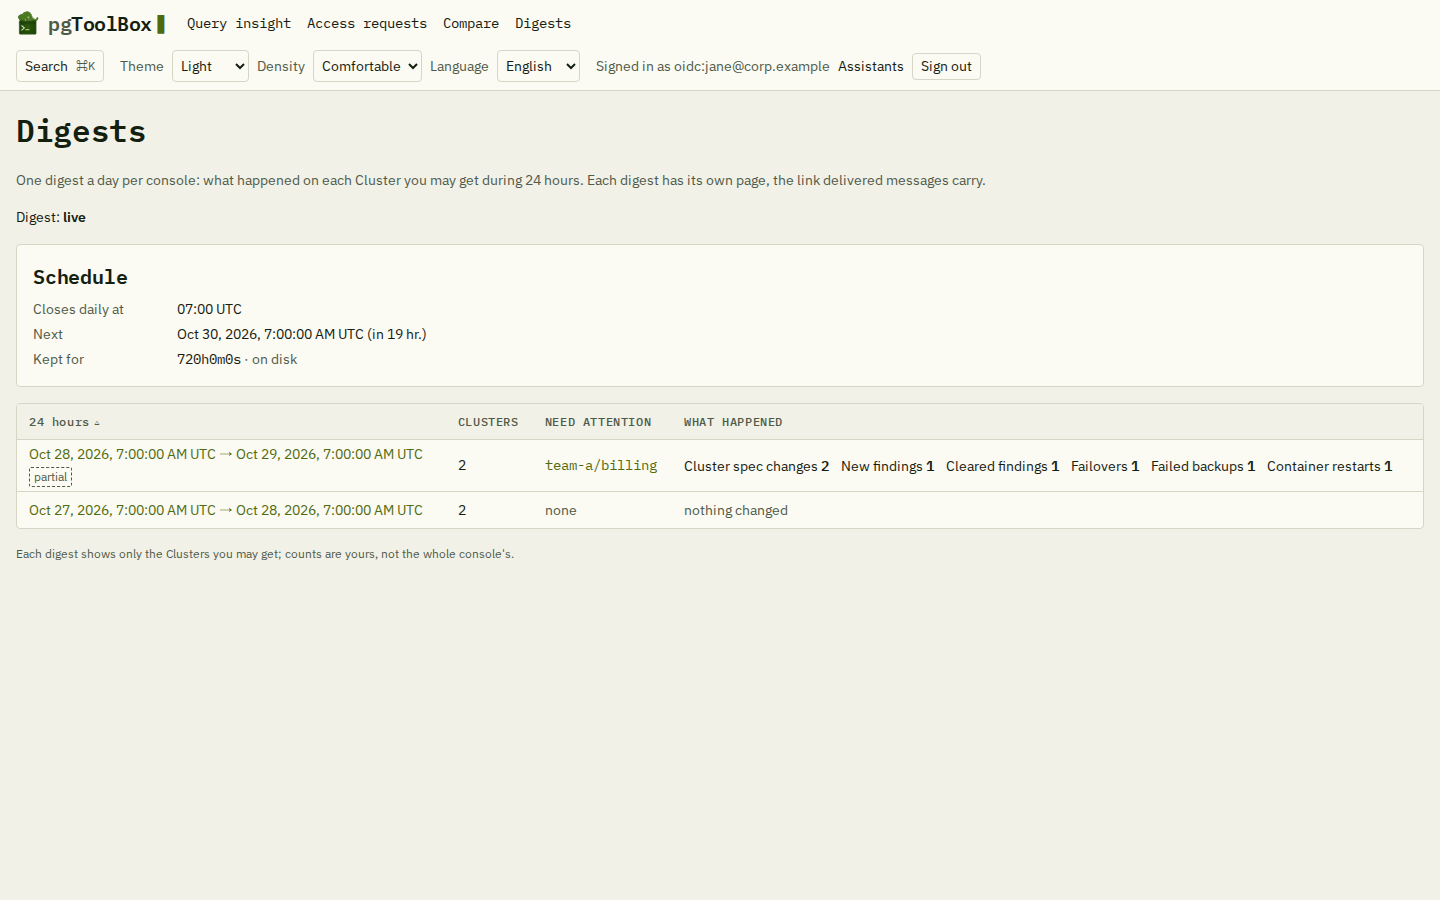 pgToolBox Query insight Access requests Compare Digests
Search ⌘K Theme Light Density Comfortable Language English Signed in as oidc:jane@corp.example Assistants Sign out
Digests
One digest a day per console: what happened on each Cluster you may get during 24 hours. Each digest has its own page, the link delivered messages carry.
Digest: live
Schedule
Closes daily at 07:00 UTC
Next Oct 30, 2026, 7:00:00 AM UTC (in 19 hr.)
Kept for 720h0m0s · on disk
24 hours CLUSTERS NEED ATTENTION WHAT HAPPENED
Oct 28, 2026, 7:00:00 AM UTC → Oct 29, 2026, 7:00:00 AM UTC 2 team-a/billing Cluster spec changes 2 New findings 1 Cleared findings 1 Failovers 1 Failed backups 1 Container restarts 1
partial
Oct 27, 2026, 7:00:00 AM UTC → Oct 28, 2026, 7:00:00 AM UTC 2 none nothing changed
Each digest shows only the Clusters you may get; counts are yours, not the whole console's.